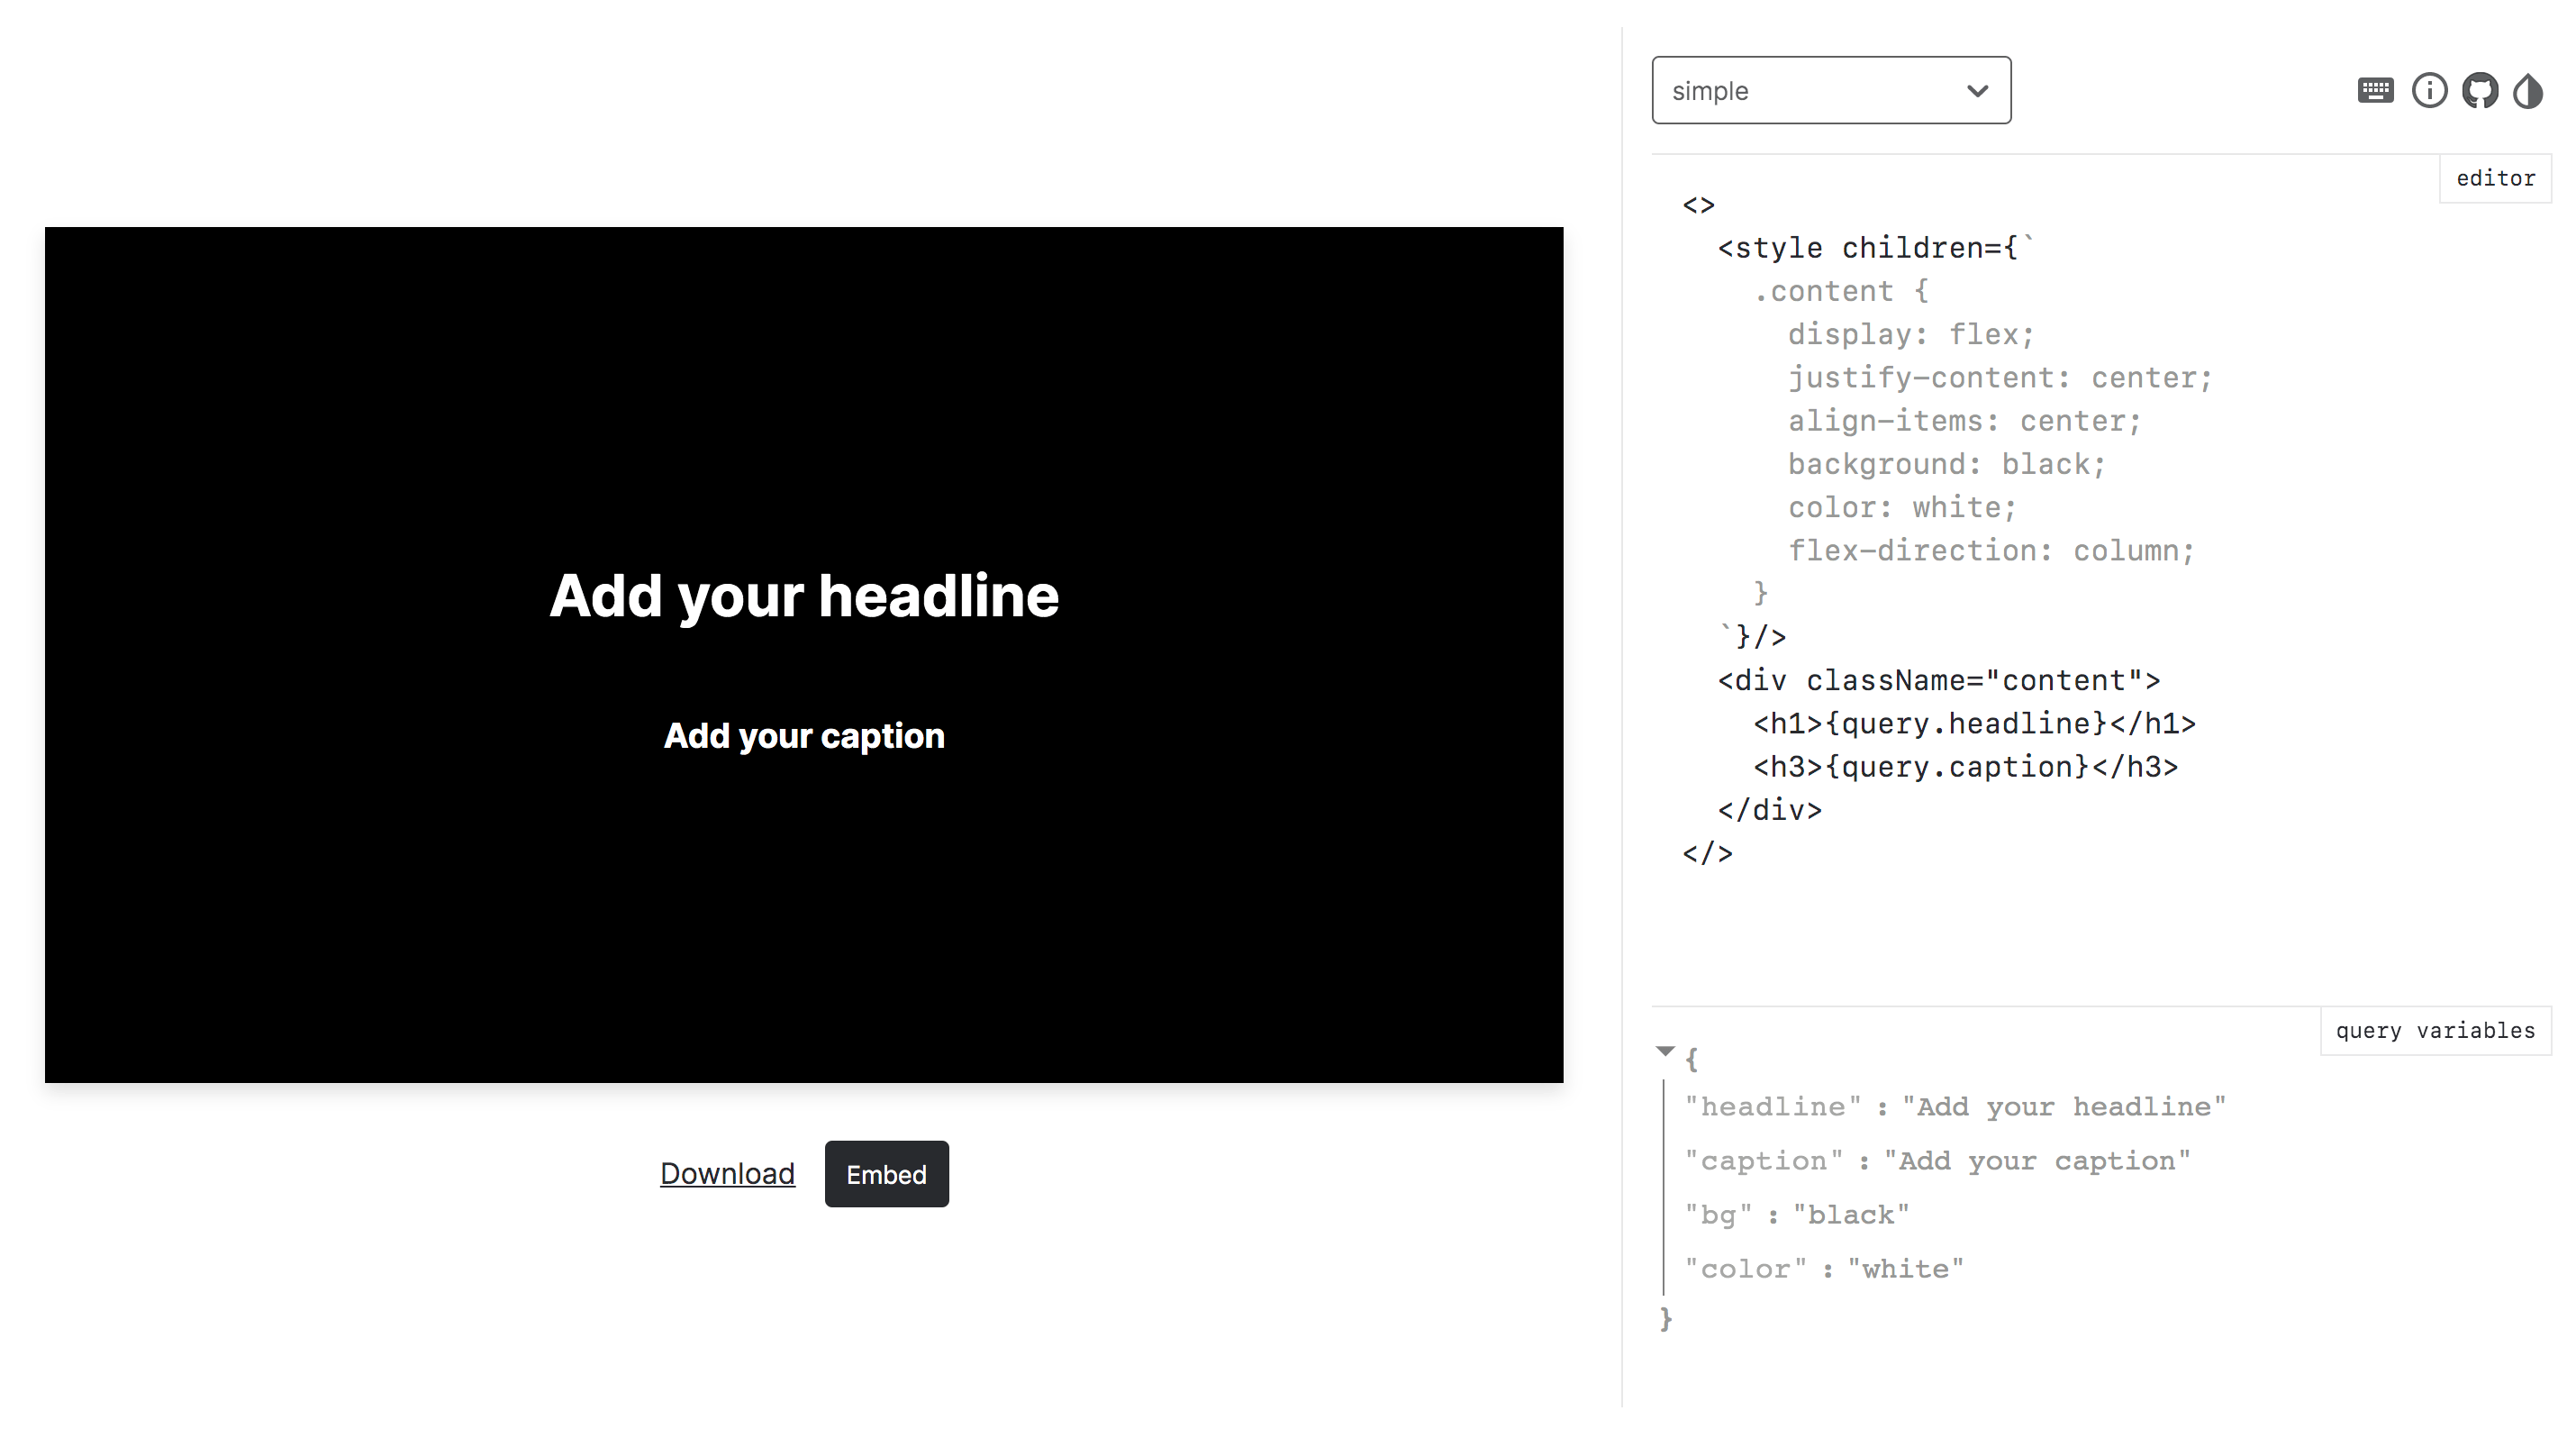 Add your headline
Add your caption
Download
Embed
simple
editor
<>
<style children={`
.content {
display: flex;
justify-content: center;
align-items: center;
background: black;
color: white;
flex-direction: column;
}
`}/>
<div className="content">
<h1>{query.headline}</h1>
<h3>{query.caption}</h3>
</div>
</>
query variables
{
"headline" : "Add your headline"
"caption" : "Add your caption"
"bg" : "black"
"color" : "white"
}